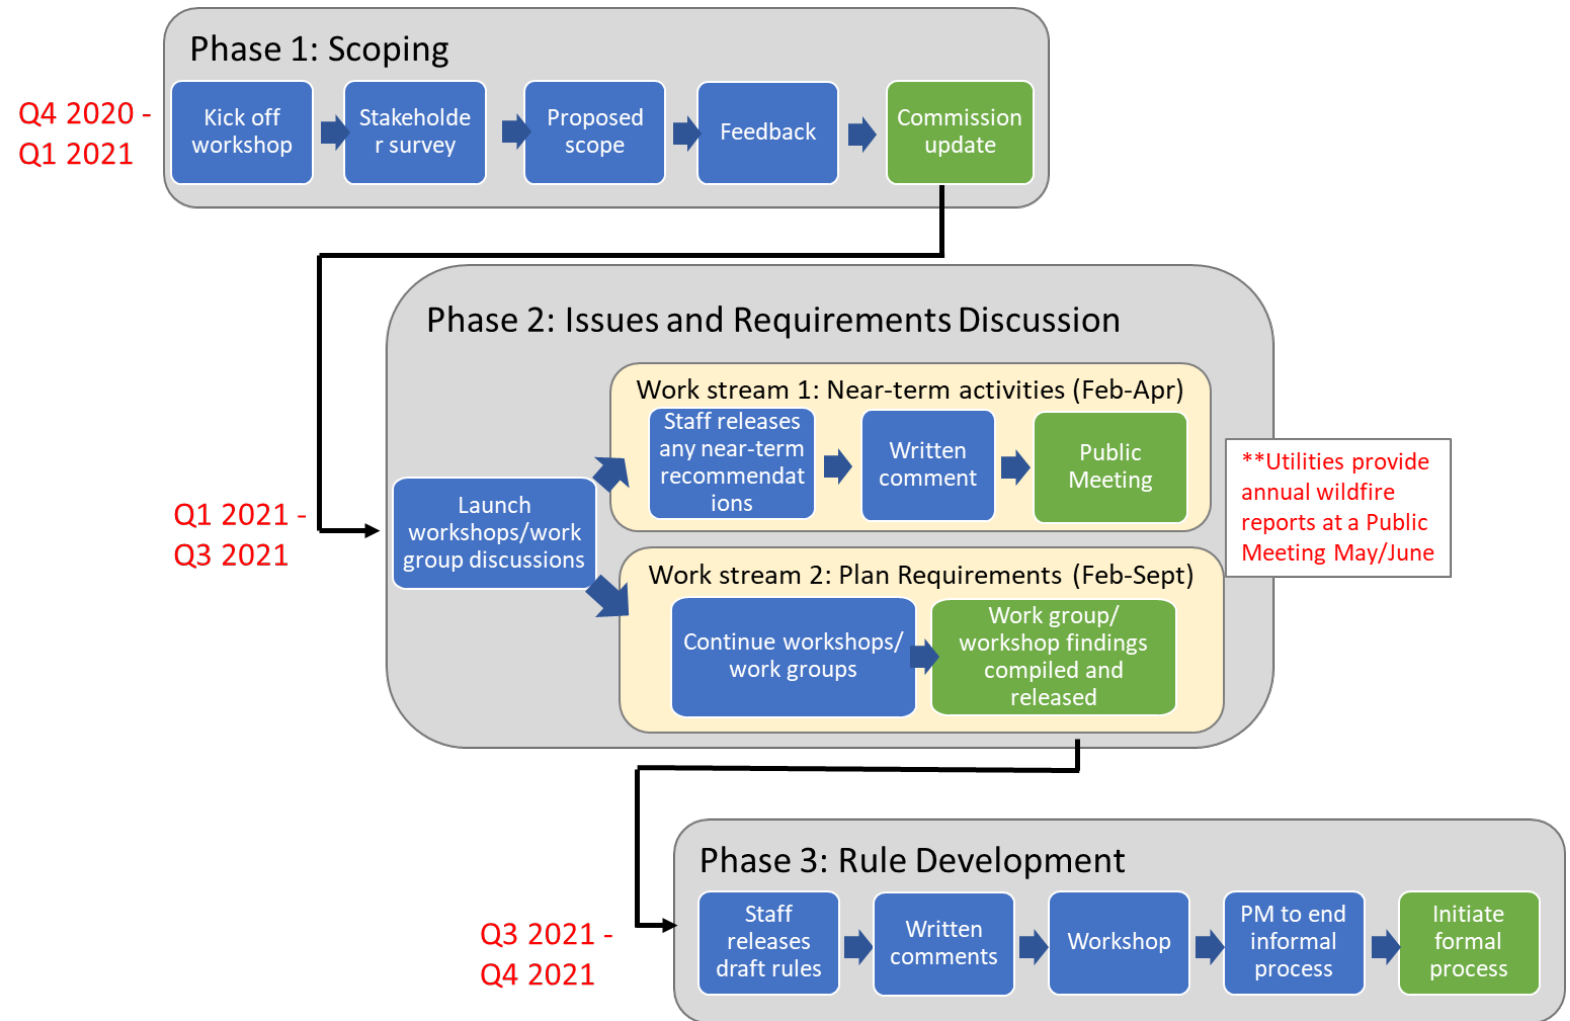 Phase 1: Scoping
Q4 2020 -
Q1 2021
Kick off
workshop
Stakeholde
r survey
Proposed
scope
Feedback
Commission
update
Phase 2: Issues and Requirements Discussion
Q1 2021 -
Q3 2021
Launch
workshops/work
group discussions
Work stream 1: Near-term activities (Feb-Apr)
Staff releases
any near-term
recommendat
ions
Written
comment
Public
Meeting
Work stream 2: Plan Requirements (Feb-Sept)
Continue workshops/
work groups
Work group/
workshop findings
compiled and
released
**Utilities provide
annual wildfire
reports at a Public
Meeting May/June
Phase 3: Rule Development
Q3 2021 -
Q4 2021
Staff
releases
draft rules
Written
comments
Workshop
PM to end
informal
process
Initiate
formal
process